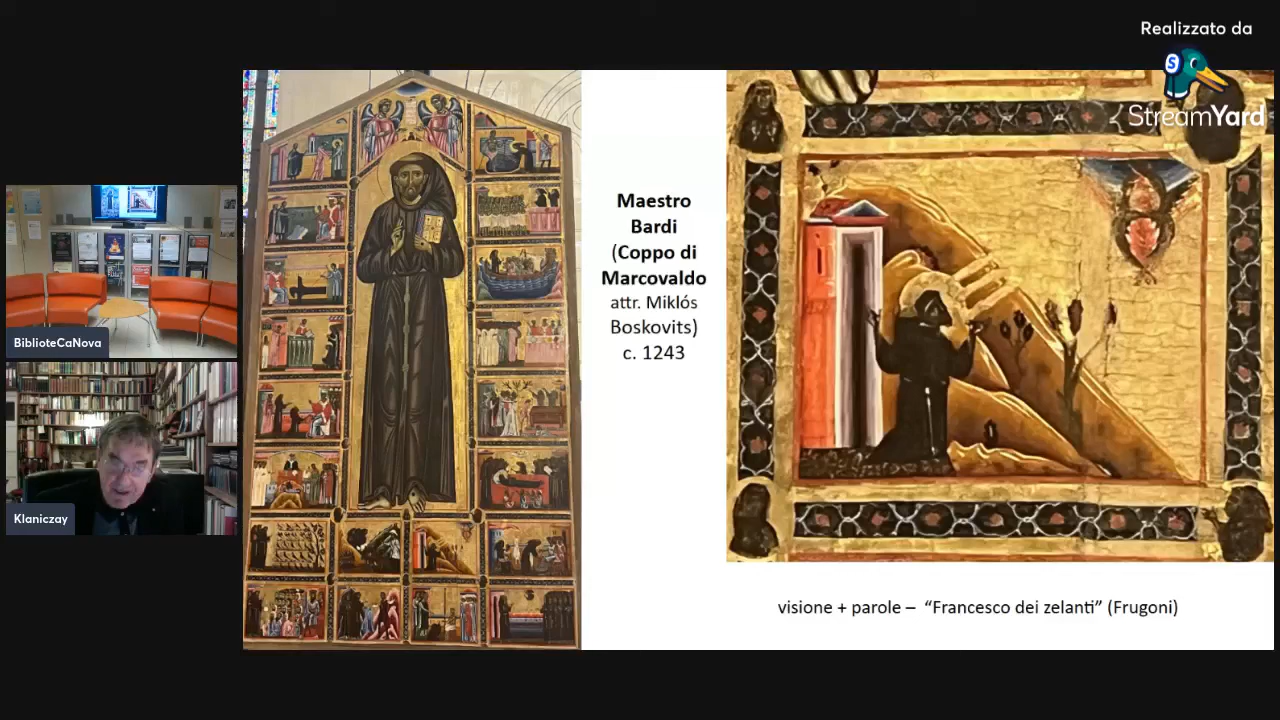 Realizzato da
S
StreamYard
BiblioteCaNova
Klaniczay
Maestro
Bardi
(Coppo di
Marcovaldo
attr. Miklós
Boskovits)
c. 1243
visione + parole – “Francesco dei zelanti” (Frugoni)